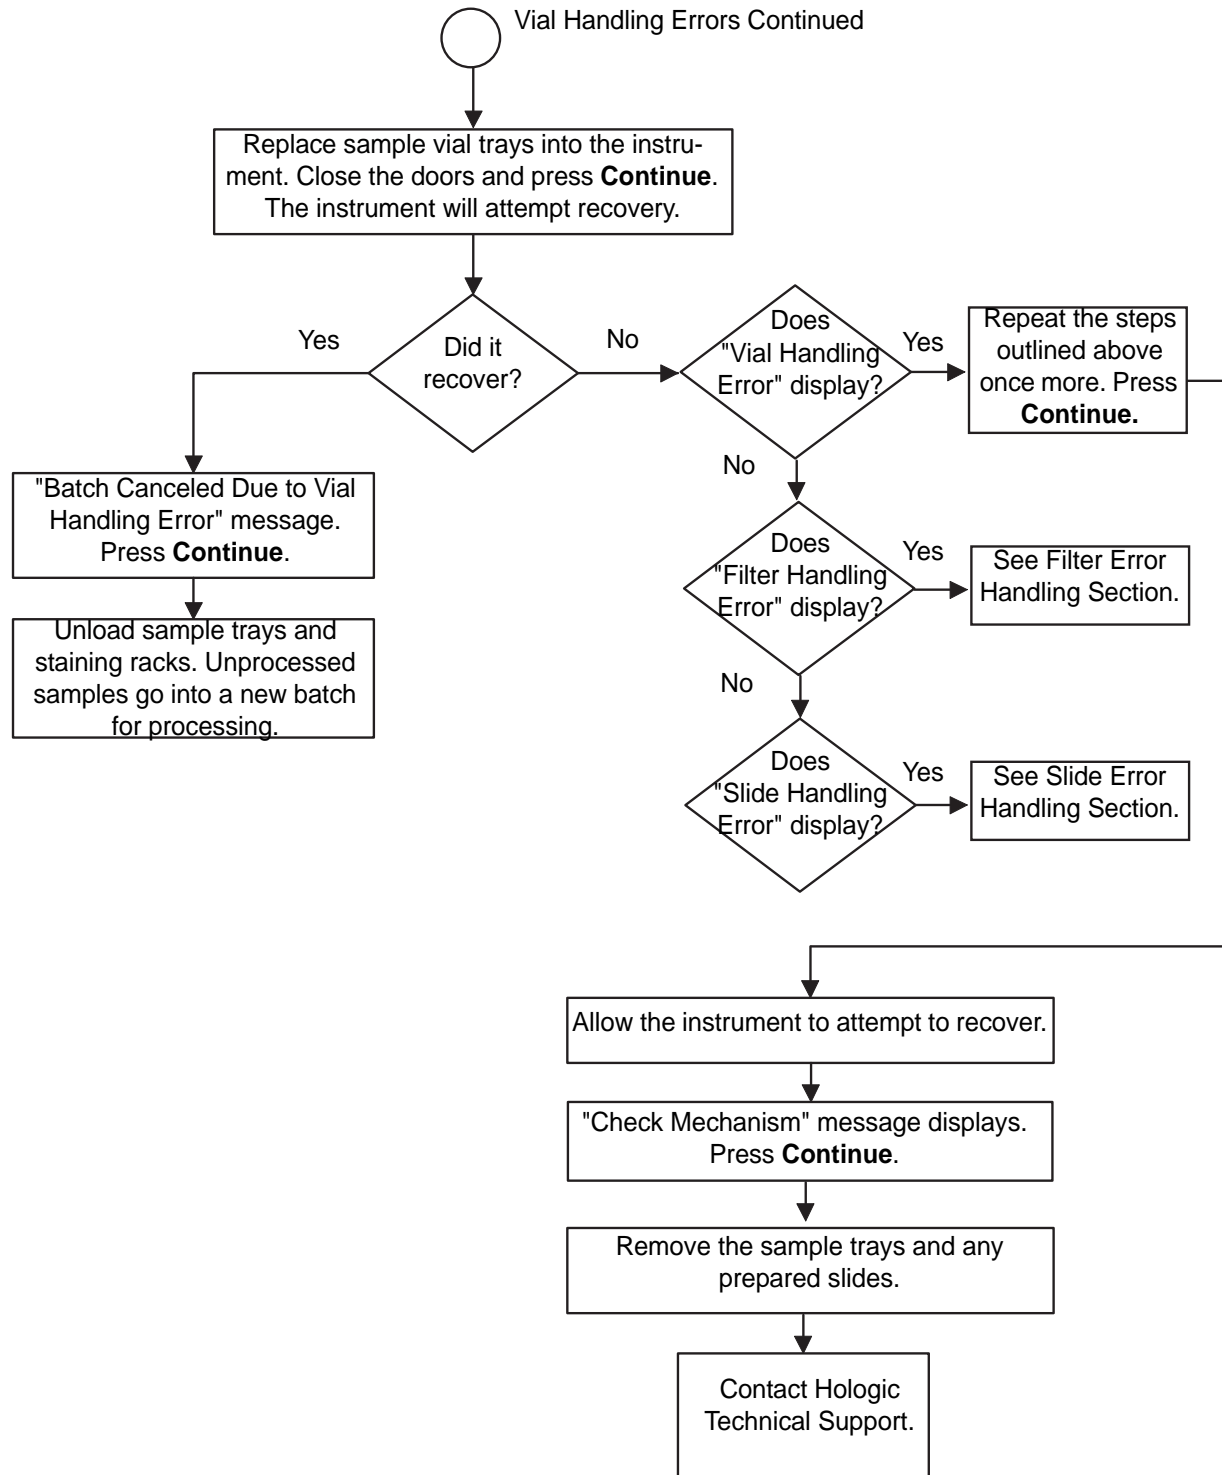 Vial Handling Errors Continued
Replace sample vial trays into the instru-
ment. Close the doors and press Continue.
The instrument will attempt recovery.
Yes
Did it
recover?
No
Does
"Vial Handling
Error" display?
Yes
Repeat the steps
outlined above
once more. Press
Continue.
"Batch Canceled Due to Vial
Handling Error" message.
Press Continue.
Unload sample trays and
staining racks. Unprocessed
samples go into a new batch
for processing.
No
Does
"Filter Handling
Error" display?
Yes
See Filter Error
Handling Section.
No
Does
"Slide Handling
Error" display?
Yes
See Slide Error
Handling Section.
Allow the instrument to attempt to recover.
"Check Mechanism" message displays.
Press Continue.
Remove the sample trays and any
prepared slides.
Contact Hologic
Technical Support.